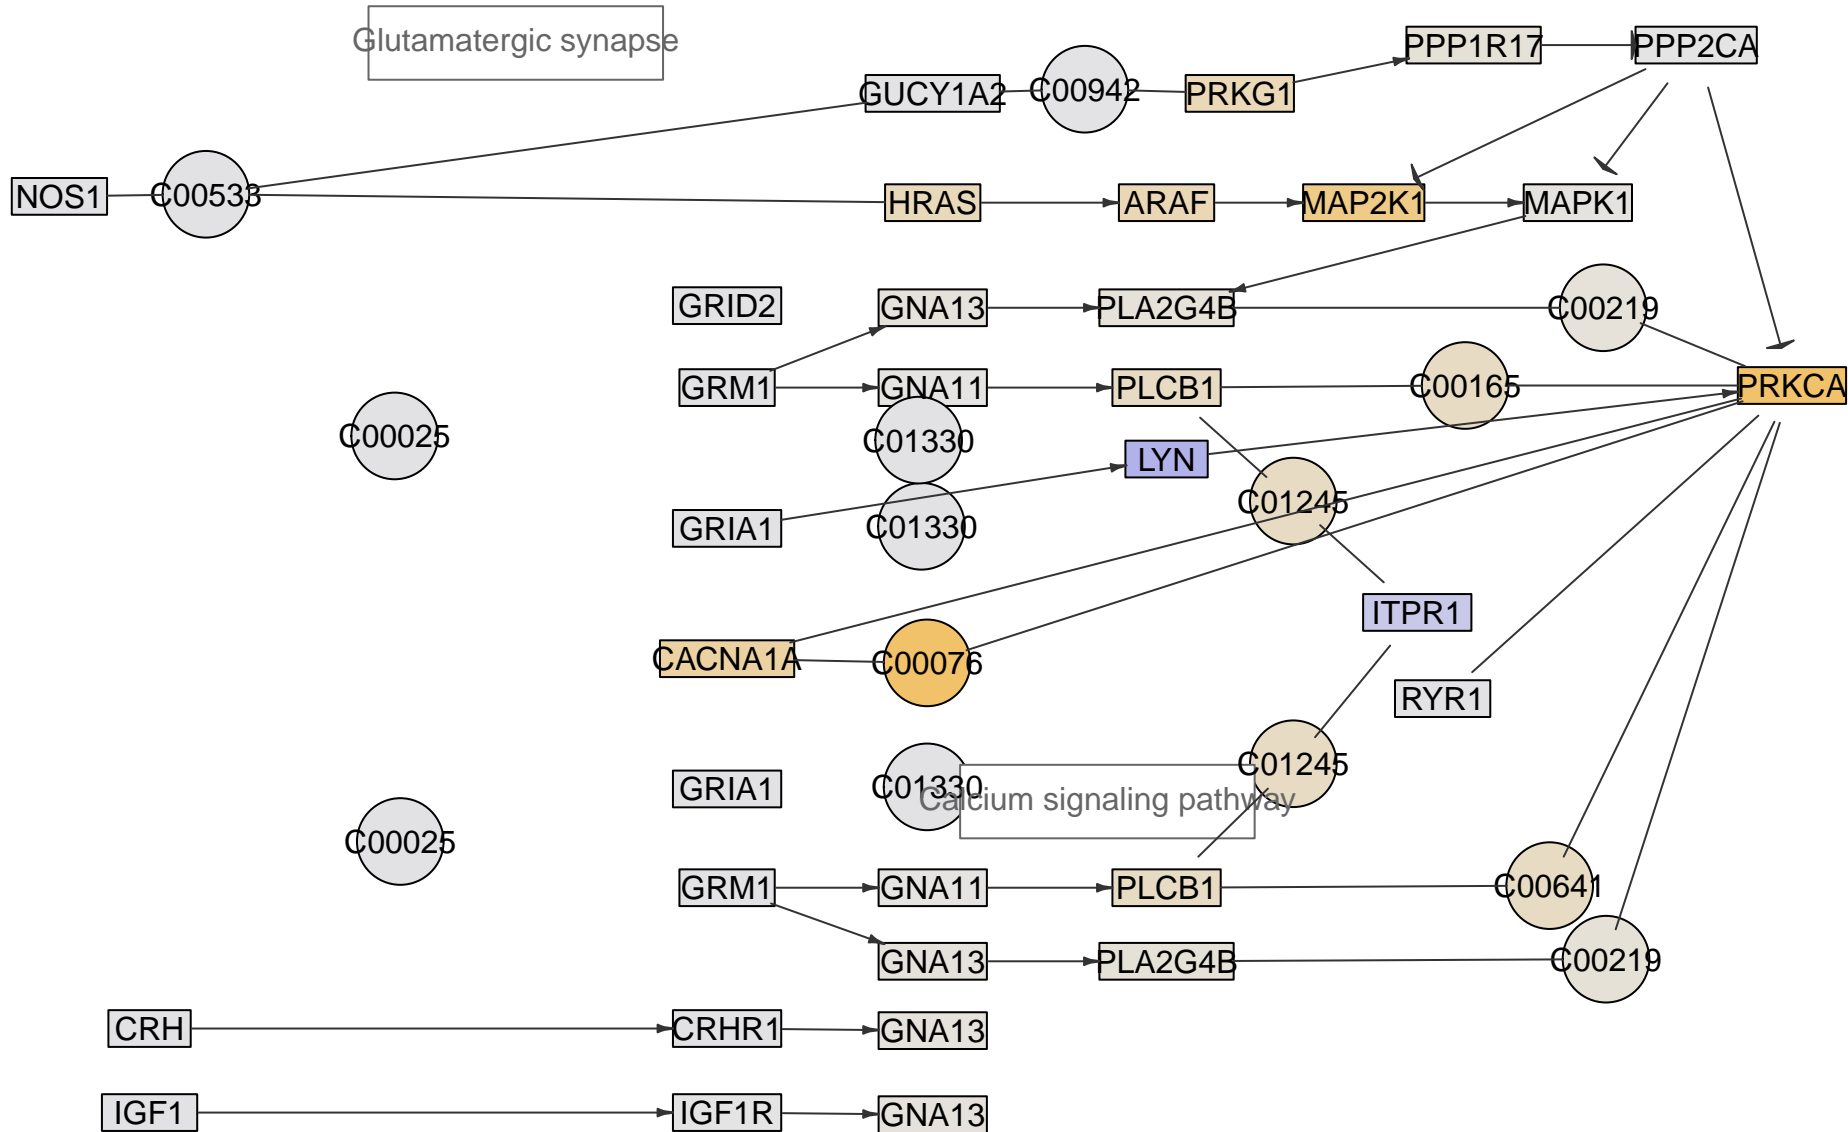 Glutamatergic synapse
PPP1R17
PPP2CA
GUCY1A2
C00942
PRKG1
NOS1
C00533
HRAS
ARAF
MAP2K1
MAPK1
GRID2
GNA13
PLA2G4B
C00219
GRM1
GNA11
PLCB1
C00165
PRKCA
C00025
C01330
LYN
C01245
GRIA1
C01330
ITPR1
CACNA1A
C00076
RYR1
C01245
GRIA1
C01330
Calcium signaling pathway
C00025
GRM1
GNA11
PLCB1
C00641
GNA13
PLA2G4B
C00219
CRH
CRHR1
GNA13
IGF1
IGF1R
GNA13